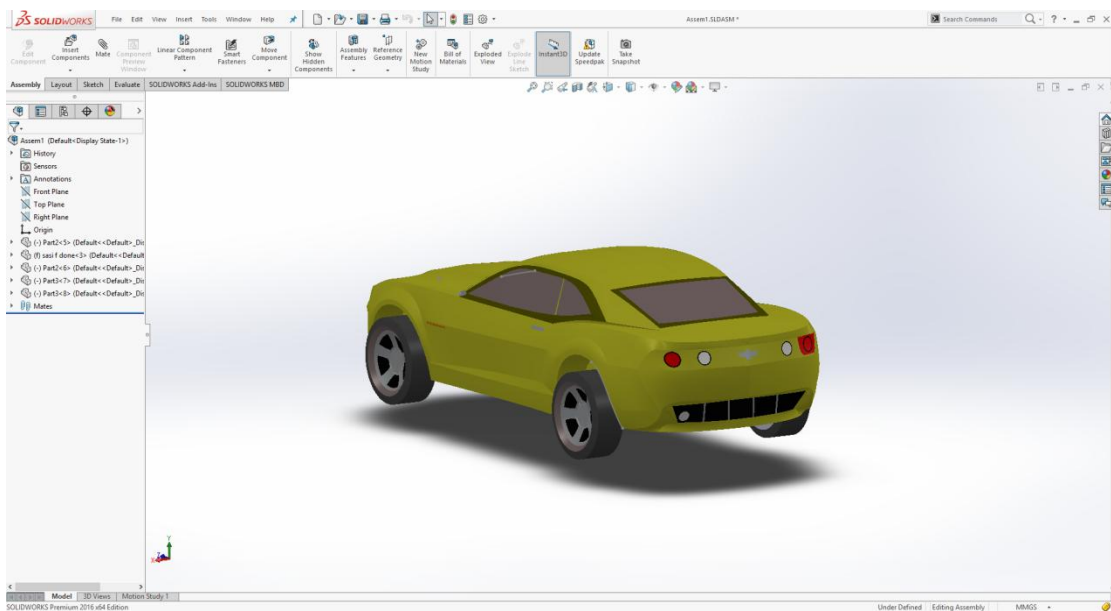 SOLIDWORKS File Edit View Insert Tools Window Help Assem1.SLDASM * Search Commands
Edit Component
Insert Components
Mate
Component Preview Window
Linear Component Pattern
Smart Fasteners
Move Component
Show Hidden Components
Assembly Features
Reference Geometry
New Motion Study
Bill of Materials
Exploded View
Explode Line Sketch
Instant3D
Update Speedpak
Take Snapshot
Assembly Layout Sketch Evaluate SOLIDWORKS Add-Ins SOLIDWORKS MBD
Assem1 (Default<Display State-1>)
History
Sensors
Annotations
Front Plane
Top Plane
Right Plane
Origin
(-) Part2<5> (Default<<Default>_Dis
(f) sasi f done<3> (Default<<Default
(-) Part2<6> (Default<<Default>_Dis
(-) Part3<7> (Default<<Default>_Dis
(-) Part3<8> (Default<<Default>_Dis
Mates
Y
X
Z
Model 3D Views Motion Study 1
SOLIDWORKS Premium 2016 x64 Edition Under Defined Editing Assembly MMGS